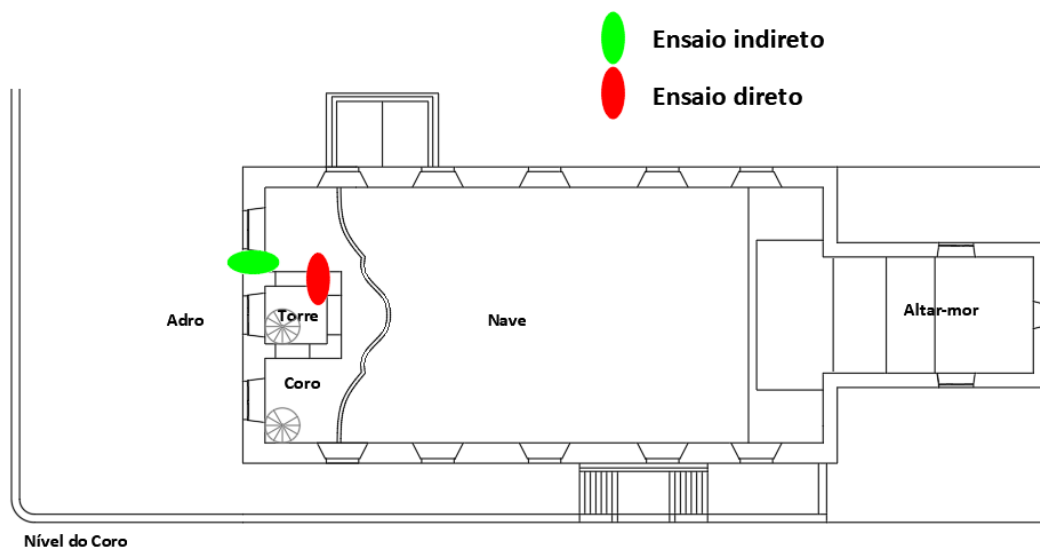 Ensaio indireto
Ensaio direto
Adro
Torre
Nave
Altar-mor
Coro
Nível do Coro